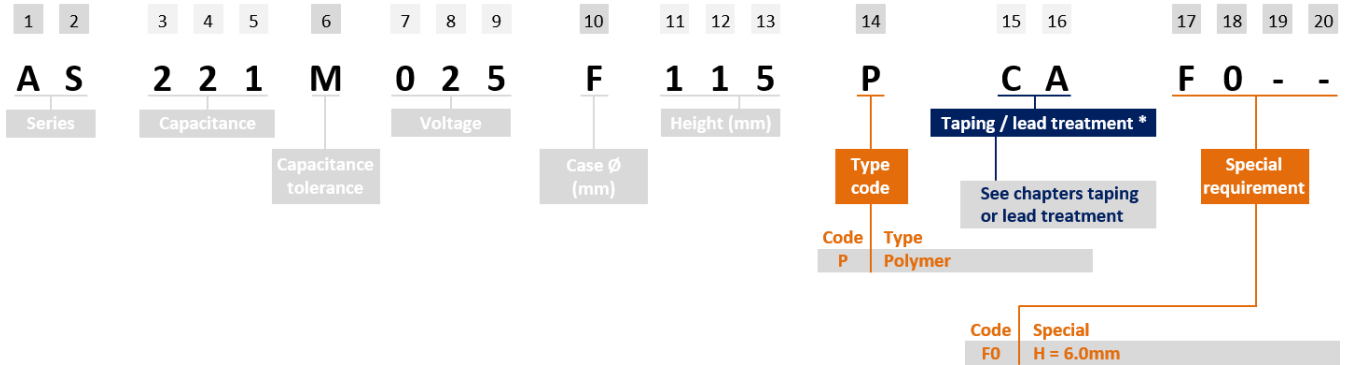 1 2 3 4 5 6 7 8 9 10 11 12 13 14 15 16 17 18 19 20
A S 2 2 1 M 0 2 5 F 1 1 5 P C A F 0 - -
Series Capacitance Voltage Height (mm) Taping / lead treatment *
Capacitance
tolerance
Case Ø
(mm)
Type
code
Special
requirement
See chapters taping
or lead treatment
Code Type
P Polymer
Code Special
F0 H = 6.0mm